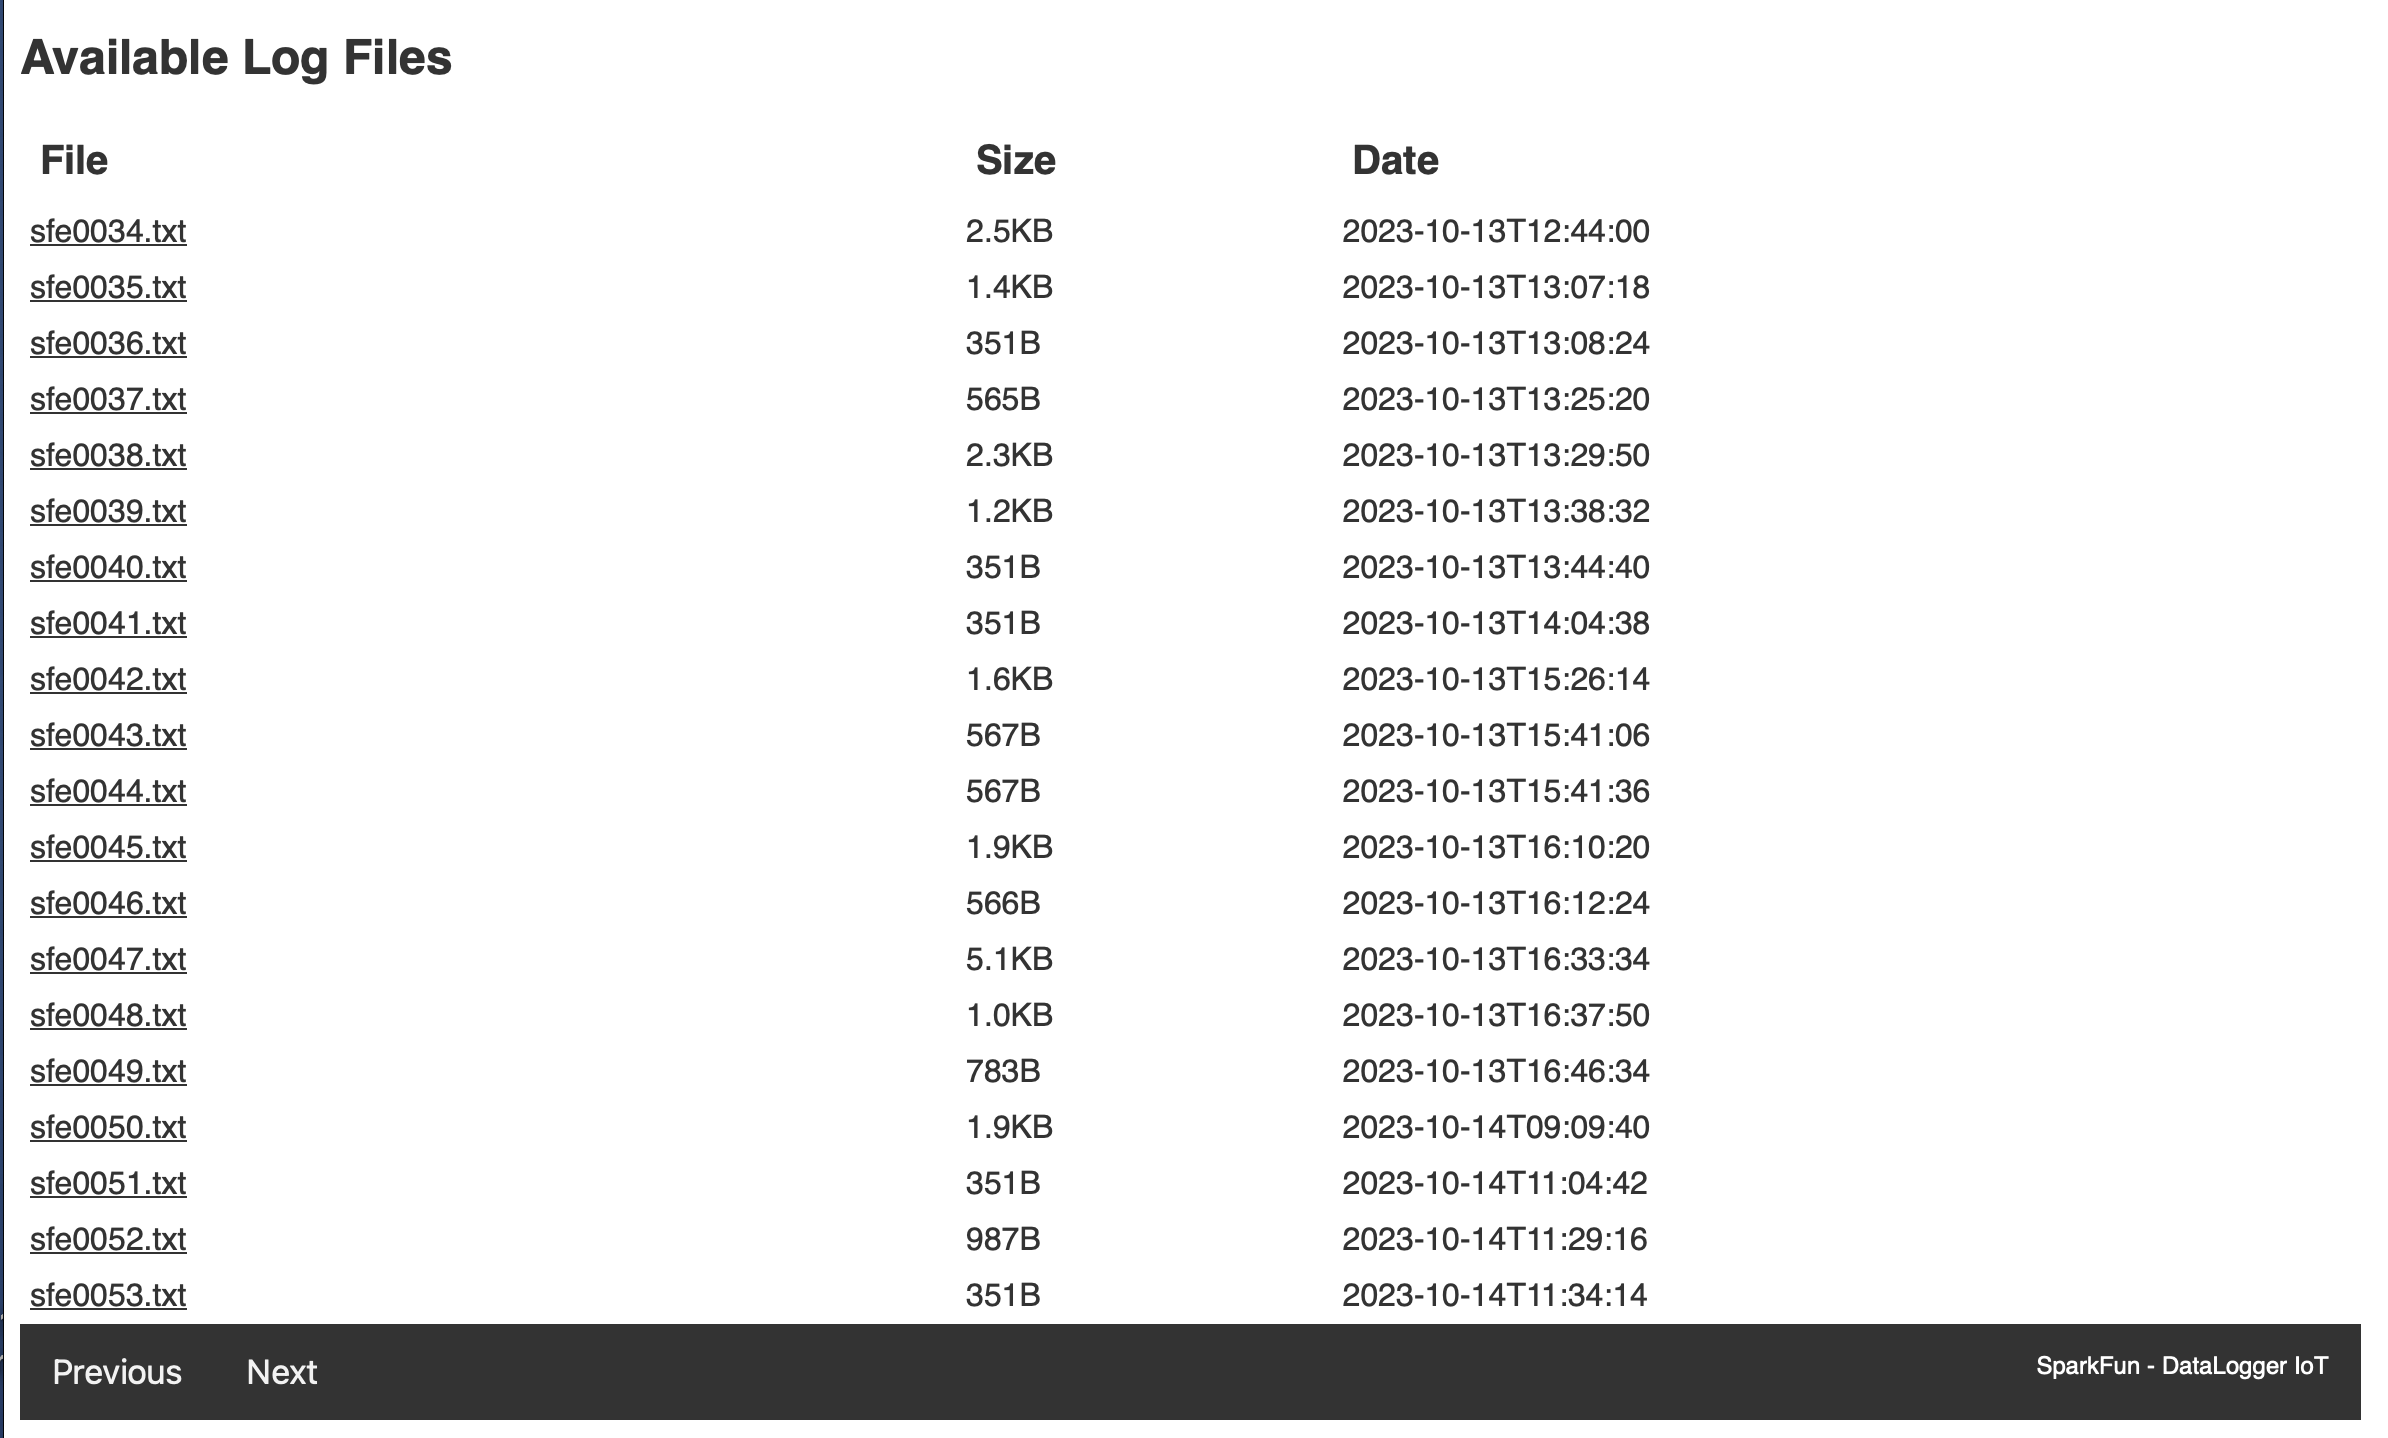 Available Log Files
File Size Date
sfe0034.txt 2.5KB 2023-10-13T12:44:00
sfe0035.txt 1.4KB 2023-10-13T13:07:18
sfe0036.txt 351B 2023-10-13T13:08:24
sfe0037.txt 565B 2023-10-13T13:25:20
sfe0038.txt 2.3KB 2023-10-13T13:29:50
sfe0039.txt 1.2KB 2023-10-13T13:38:32
sfe0040.txt 351B 2023-10-13T13:44:40
sfe0041.txt 351B 2023-10-13T14:04:38
sfe0042.txt 1.6KB 2023-10-13T15:26:14
sfe0043.txt 567B 2023-10-13T15:41:06
sfe0044.txt 567B 2023-10-13T15:41:36
sfe0045.txt 1.9KB 2023-10-13T16:10:20
sfe0046.txt 566B 2023-10-13T16:12:24
sfe0047.txt 5.1KB 2023-10-13T16:33:34
sfe0048.txt 1.0KB 2023-10-13T16:37:50
sfe0049.txt 783B 2023-10-13T16:46:34
sfe0050.txt 1.9KB 2023-10-14T09:09:40
sfe0051.txt 351B 2023-10-14T11:04:42
sfe0052.txt 987B 2023-10-14T11:29:16
sfe0053.txt 351B 2023-10-14T11:34:14
Previous Next SparkFun - DataLogger IoT